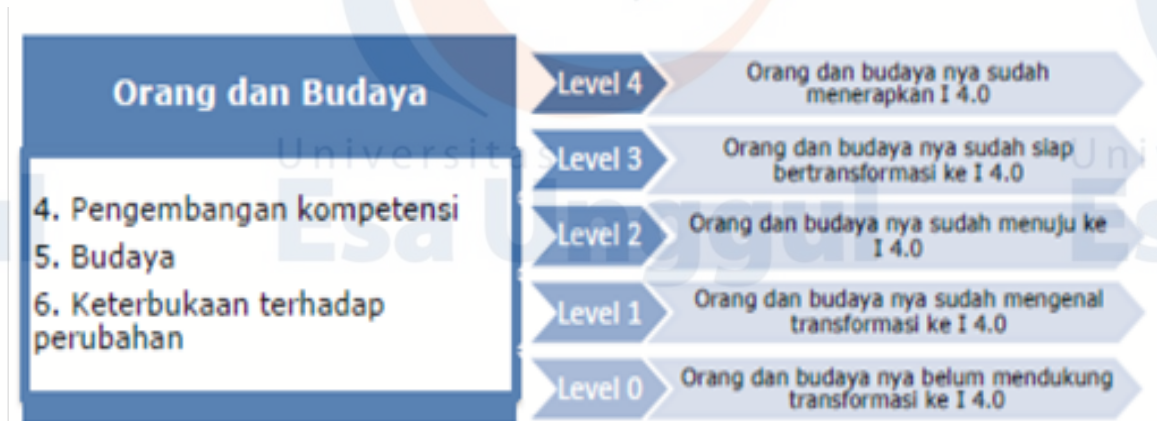 Orang dan Budaya
4. Pengembangan kompetensi
5. Budaya
6. Keterbukaan terhadap
perubahan
Level 4
Orang dan budaya nya sudah
menerapkan I 4.0
Level 3
Orang dan budaya nya sudah siap
bertransformasi ke I 4.0
Level 2
Orang dan budaya nya sudah menuju ke
I 4.0
Level 1
Orang dan budaya nya sudah mengenal
transformasi ke I 4.0
Level 0
Orang dan budaya nya belum mendukung
transformasi ke I 4.0
Universitas
Esa Unggul
Uni
Es